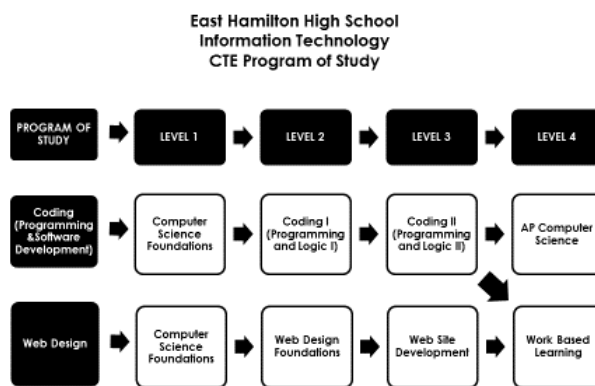 East Hamilton High School
Information Technology
CTE Program of Study
PROGRAM OF
STUDY
LEVEL 1
LEVEL 2
LEVEL 3
LEVEL 4
Coding
(Programming
&Software
Development)
Computer
Science
Foundations
Coding I
(Programming
and Logic I)
Coding II
(Programming
and Logic II)
AP Computer
Science
Web Design
Computer
Science
Foundations
Web Design
Foundations
Web Site
Development
Work Based
Learning